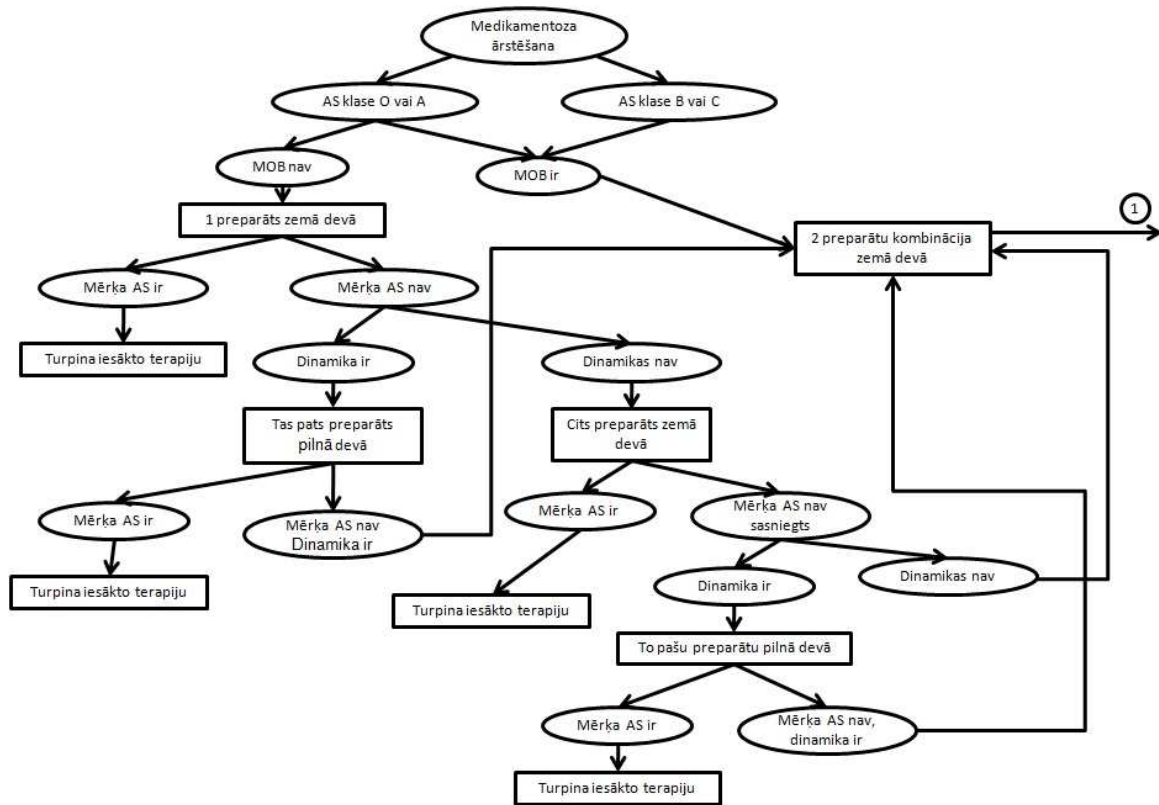 Medikamentoza
ārstēšana
AS klase O vai A
AS klase B vai C
MOB nav
MOB ir
1 preparāts zemā devā
1
2 preparātu kombinācija
zemā devā
Mērķa AS ir
Mērķa AS nav
Turpina iesākto terapiju
Dinamika ir
Dinamikas nav
Tas pats preparāts
pilnā devā
Cits preparāts zemā
devā
Mērķa AS ir
Mērķa AS nav
Dinamika ir
Mērķa AS ir
Mērķa AS nav
sasniegts
Turpina iesākto terapiju
Dinamika ir
Dinamikas nav
Turpina iesākto terapiju
To pašu preparātu pilnā devā
Mērķa AS ir
Mērķa AS nav,
dinamika ir
Turpina iesākto terapiju